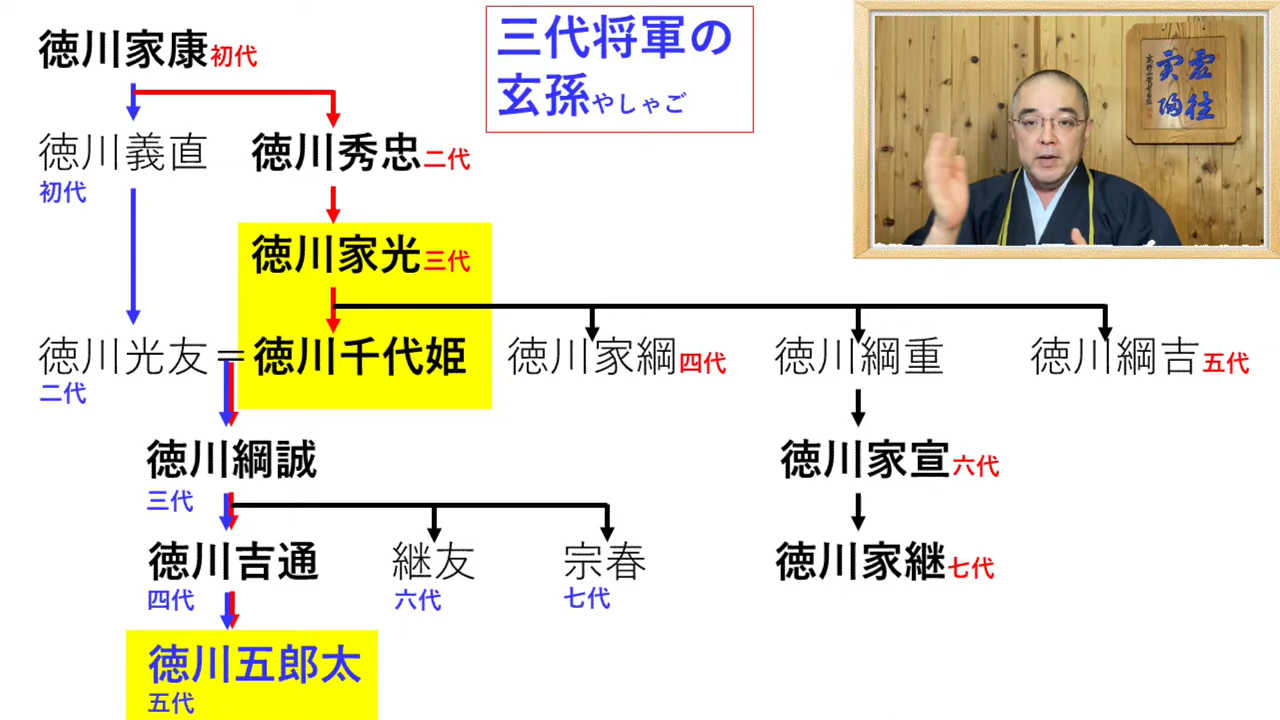 徳川家康初代
三代将軍の
玄孫やしゃご
虚往
実帰
徳川義直
初代
徳川秀忠二代
徳川家光三代
徳川光友=徳川千代姫
二代
徳川家綱四代
徳川綱重
徳川綱吉五代
徳川綱誠
三代
徳川家宣六代
徳川吉通
四代
継友
六代
宗春
七代
徳川家継七代
徳川五郎太
五代